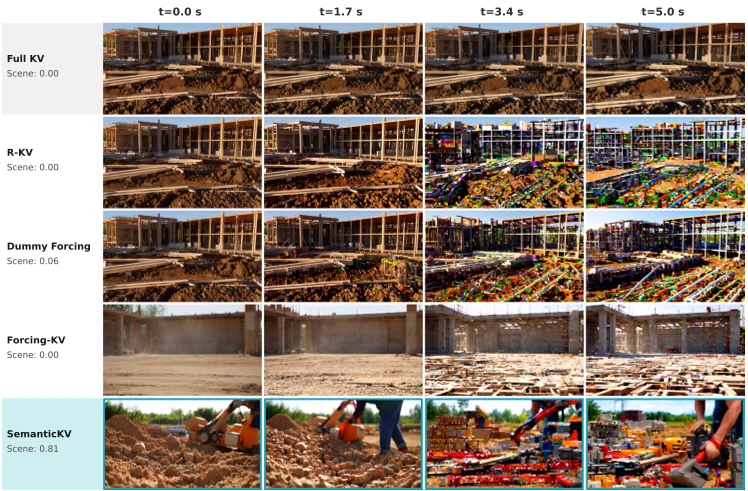 t=0.0 s
t=1.7 s
t=3.4 s
t=5.0 s
Full KV
Scene: 0.00
R-KV
Scene: 0.00
Dummy Forcing
Scene: 0.06
Forcing-KV
Scene: 0.00
SemanticKV
Scene: 0.81